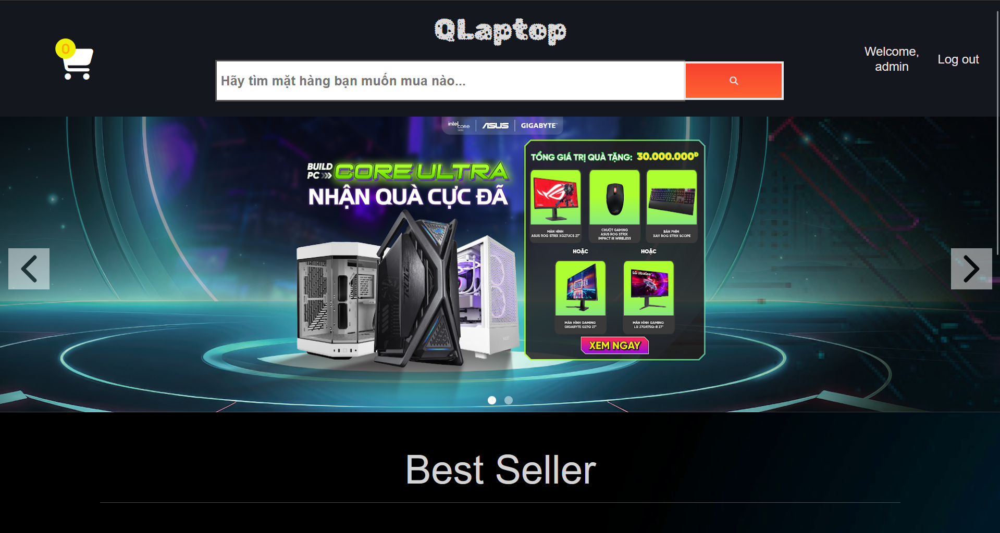 QLaptop
0
Hãy tìm mặt hàng bạn muốn mua nào...
Welcome,
admin
Log out
intel CORE
ASUS
GIGABYTE
BUILD
PC
CORE ULTRA
NHẬN QUÀ CỰC ĐÃ
TỔNG GIÁ TRỊ QUÀ TẶNG: 30.000.000Đ
MÀN HÌNH
ASUS ROG STRIX XG27UCS 27"
CHUỘT GAMING
ASUS ROG STRIX
IMPACT III WIRELESS
BÀN PHÍM
XA11 ROG STRIX SCOPE
HOẶC
HOẶC
LG UltraGear
MÀN HÌNH GAMING
GIGABYTE G27Q 27"
MÀN HÌNH GAMING
LG 27GR75Q-B 27"
XEM NGAY
Best Seller